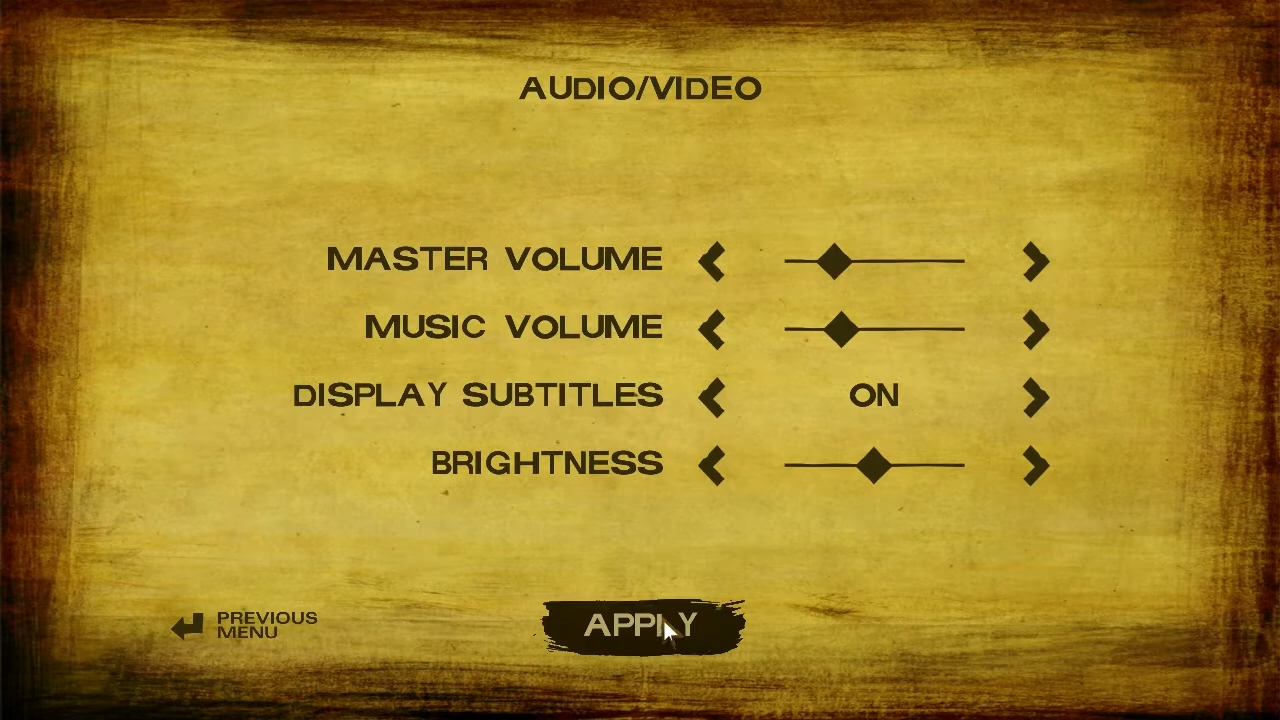 AUDIO/VIDEO
MASTER VOLUME
MUSIC VOLUME
DISPLAY SUBTITLES ON
BRIGHTNESS
PREVIOUS
MENU
APPLY